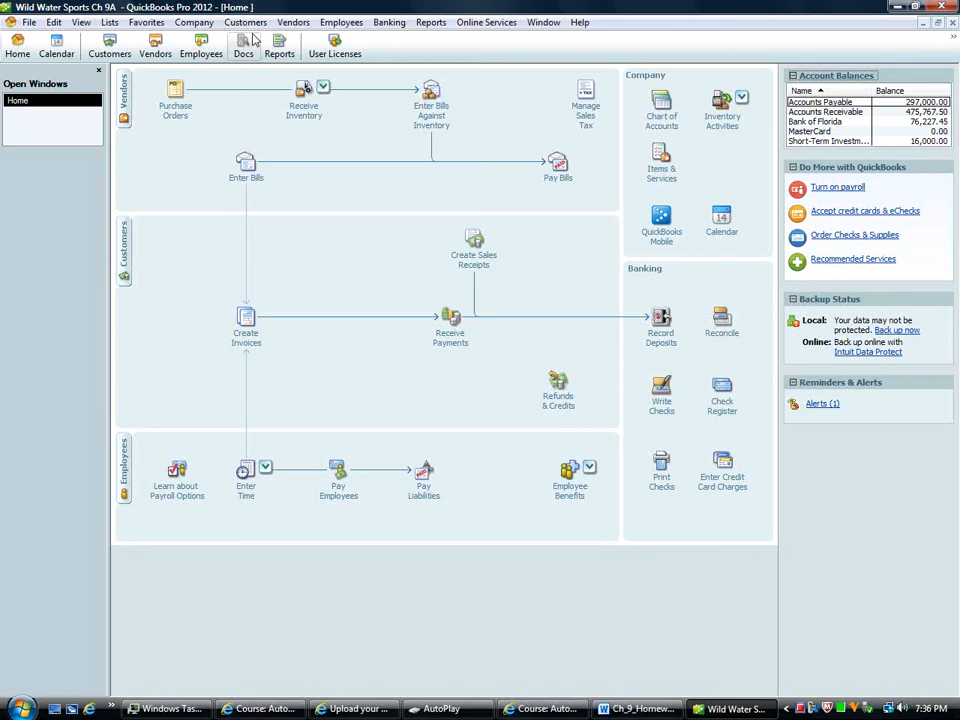 Wild Water Sports Ch 9A - QuickBooks Pro 2012 - [Home ]
File Edit View Lists Favorites Company Customers Vendors Employees Banking Reports Online Services Window Help
Home Calendar Customers Vendors Employees Docs Reports User Licenses
Open Windows
Home
Vendors
Purchase
Orders
Receive
Inventory
Enter Bills
Against
Inventory
Manage
Sales
Tax
Enter Bills
Pay Bills
Customers
Create Sales
Receipts
Create
Invoices
Receive
Payments
Refunds
& Credits
Employees
Learn about
Payroll Options
Enter
Time
Pay
Employees
Pay
Liabilities
Employee
Benefits
Company
Chart of
Accounts
Inventory
Activities
Items &
Services
QuickBooks
Mobile
14
Calendar
Banking
Record
Deposits
Reconcile
Write
Checks
Check
Register
Print
Checks
Enter Credit
Card Charges
Account Balances
Name Balance
Accounts Payable 297,000.00
Accounts Receivable 475,767.50
Bank of Florida 76,227.45
MasterCard 0.00
Short-Term Investm... 16,000.00
Do More with QuickBooks
Turn on payroll
Accept credit cards & eChecks
Order Checks & Supplies
Recommended Services
Backup Status
Local: Your data may not be
protected. Back up now
Online: Back up online with
Intuit Data Protect
Reminders & Alerts
Alerts (1)
Windows Tas... Course: Auto... Upload your ... AutoPlay Course: Auto... Ch_9_Homew... Wild Water S... 7:36 PM